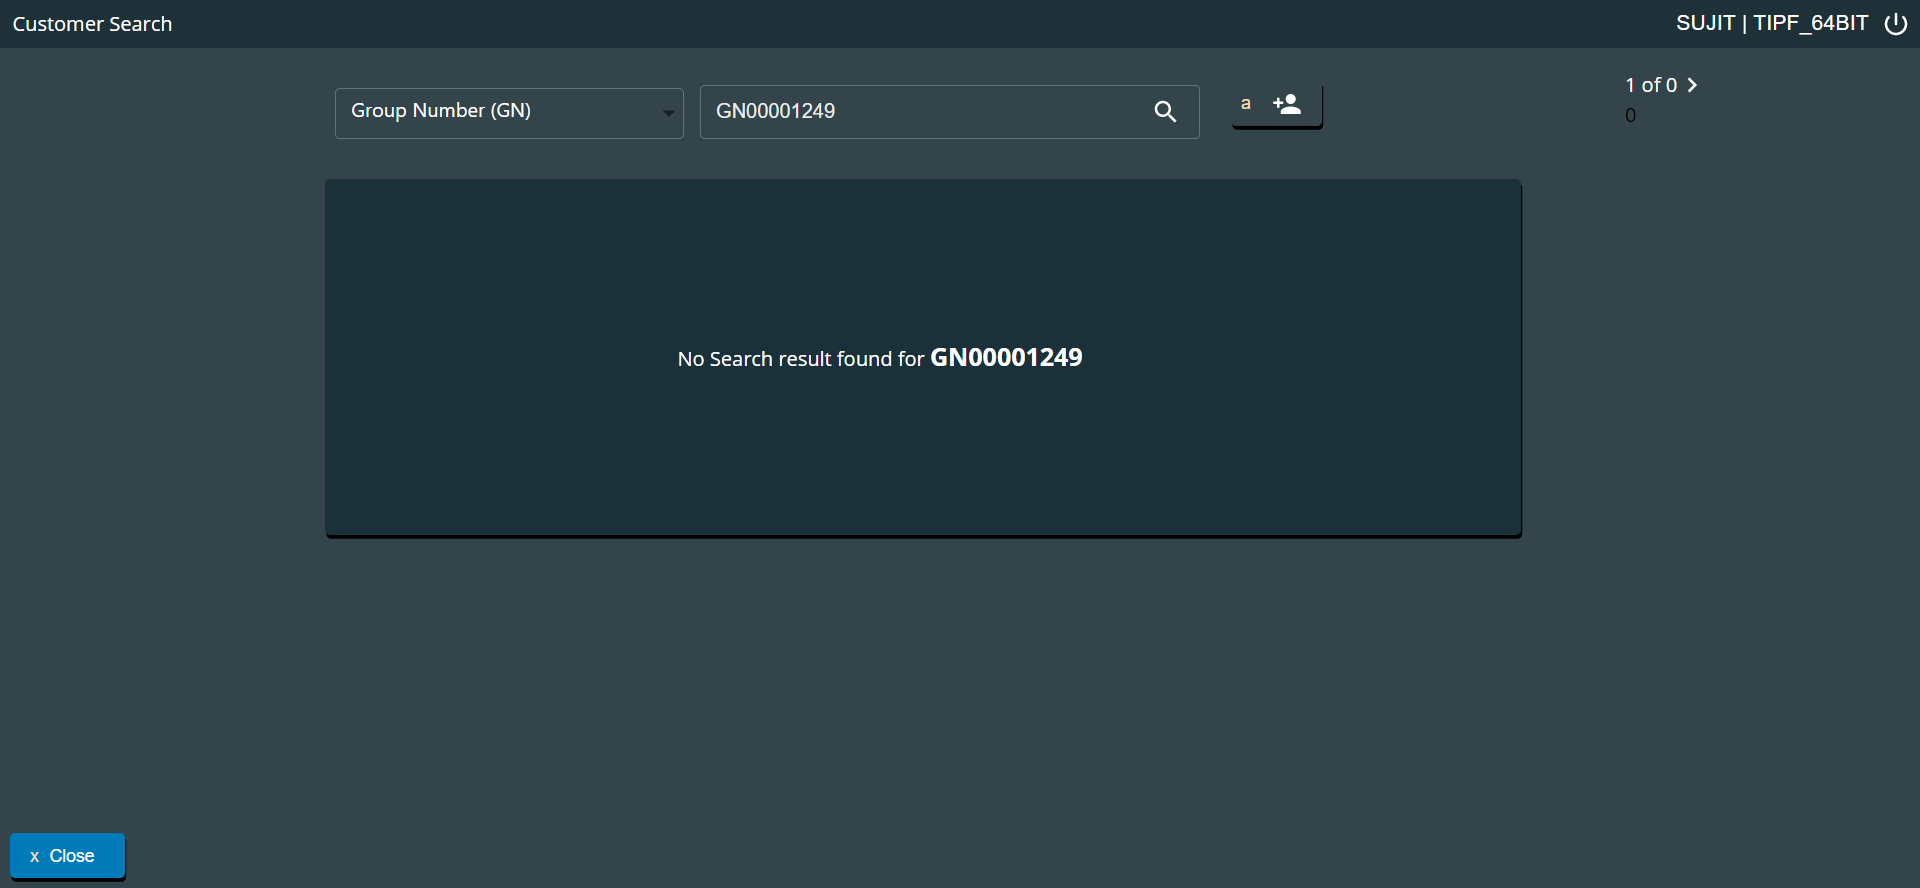 Customer Search
SUJIT | TIPF_64BIT
Group Number (GN)
GN00001249
a
1 of 0
0
No Search result found for GN00001249
x Close